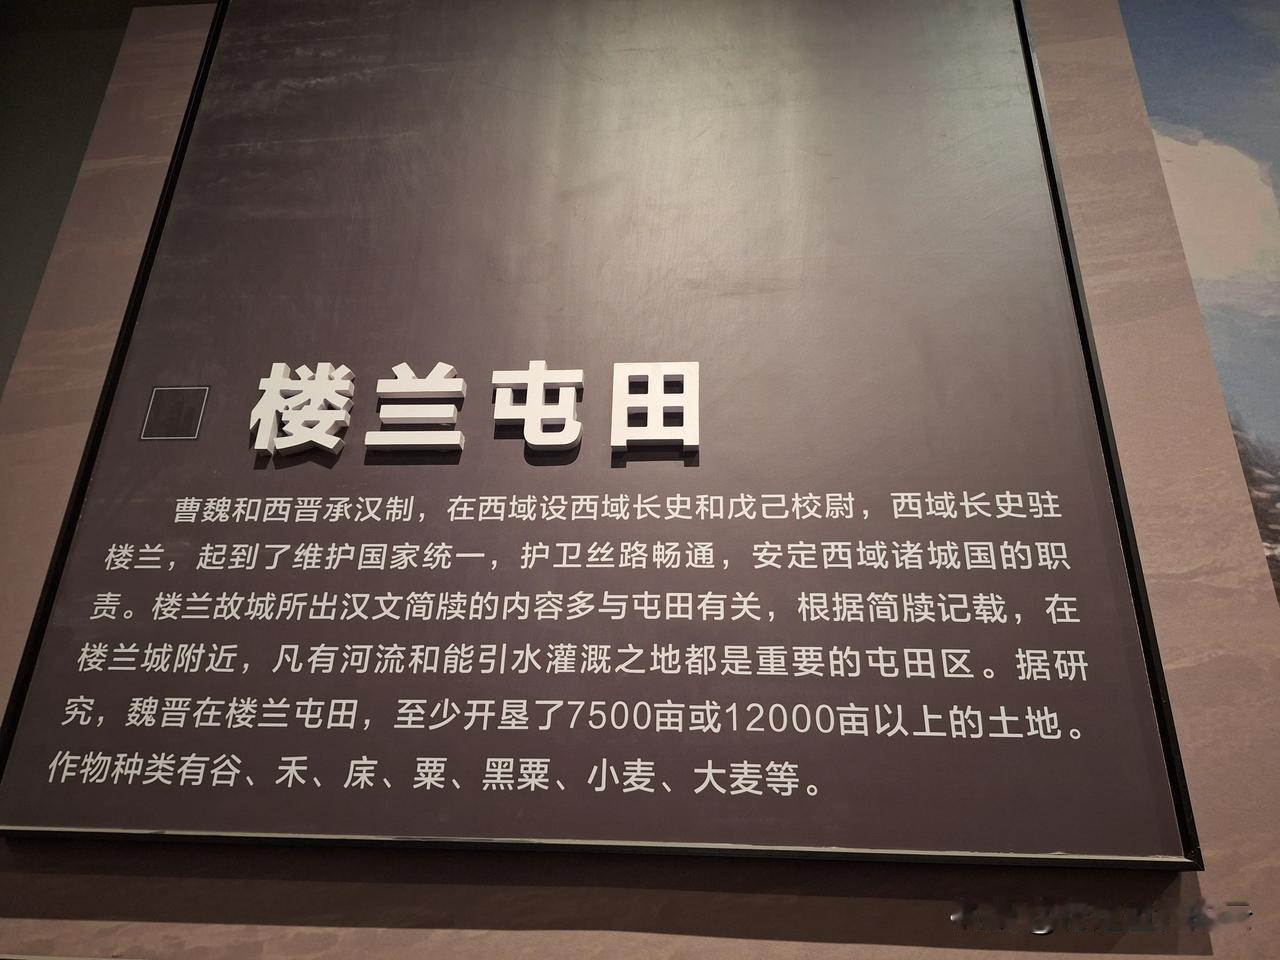 楼兰屯田
曹魏和西晋承汉制，在西域设西域长史和戊己校尉，西域长史驻
楼兰，起到了维护国家统一，护卫丝路畅通，安定西域诸城国的职
责。楼兰故城所出汉文简牍的内容多与屯田有关，根据简牍记载，在
楼兰城附近，凡有河流和能引水灌溉之地都是重要的屯田区。据研
究，魏晋在楼兰屯田，至少开垦了7500亩或12000亩以上的土地。
作物种类有谷、禾、床、粟、黑粟、小麦、大麦等。